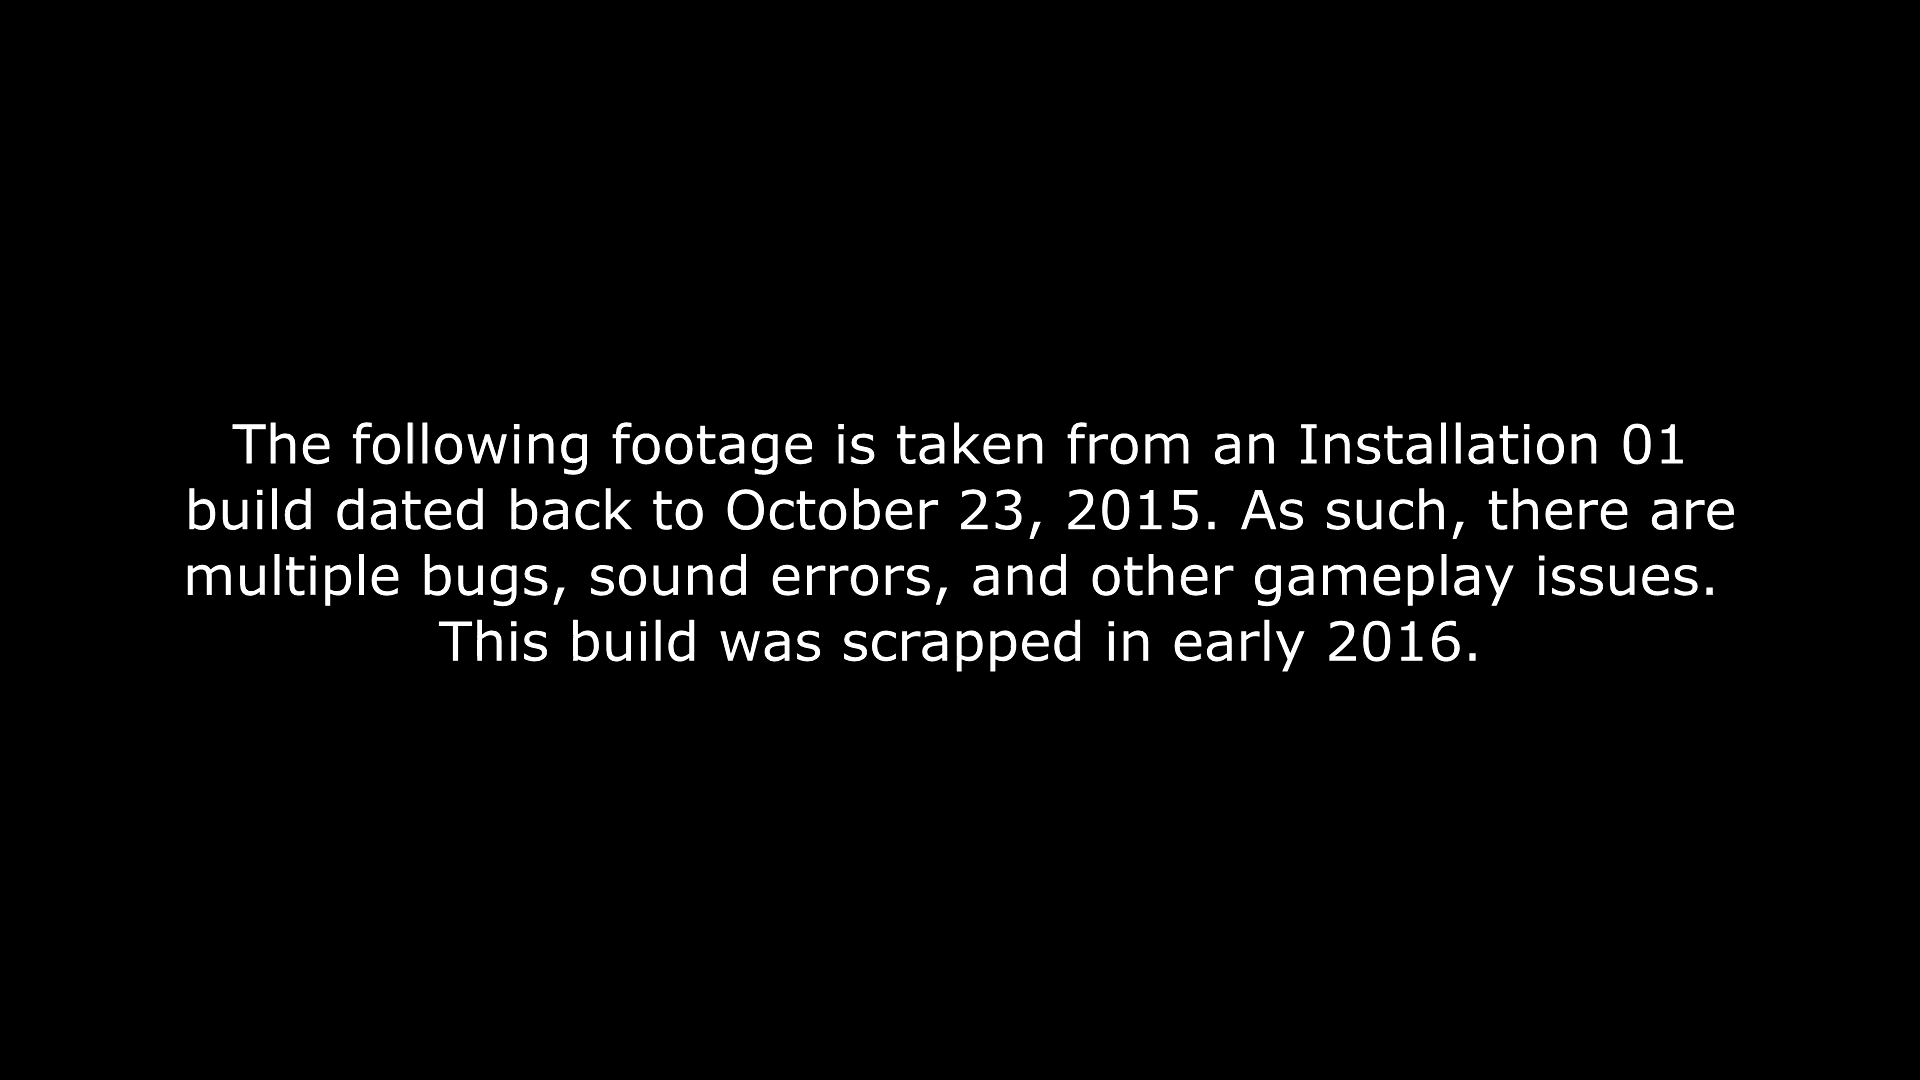 The following footage is taken from an Installation 01
build dated back to October 23, 2015. As such, there are
multiple bugs, sound errors, and other gameplay issues.
This build was scrapped in early 2016.